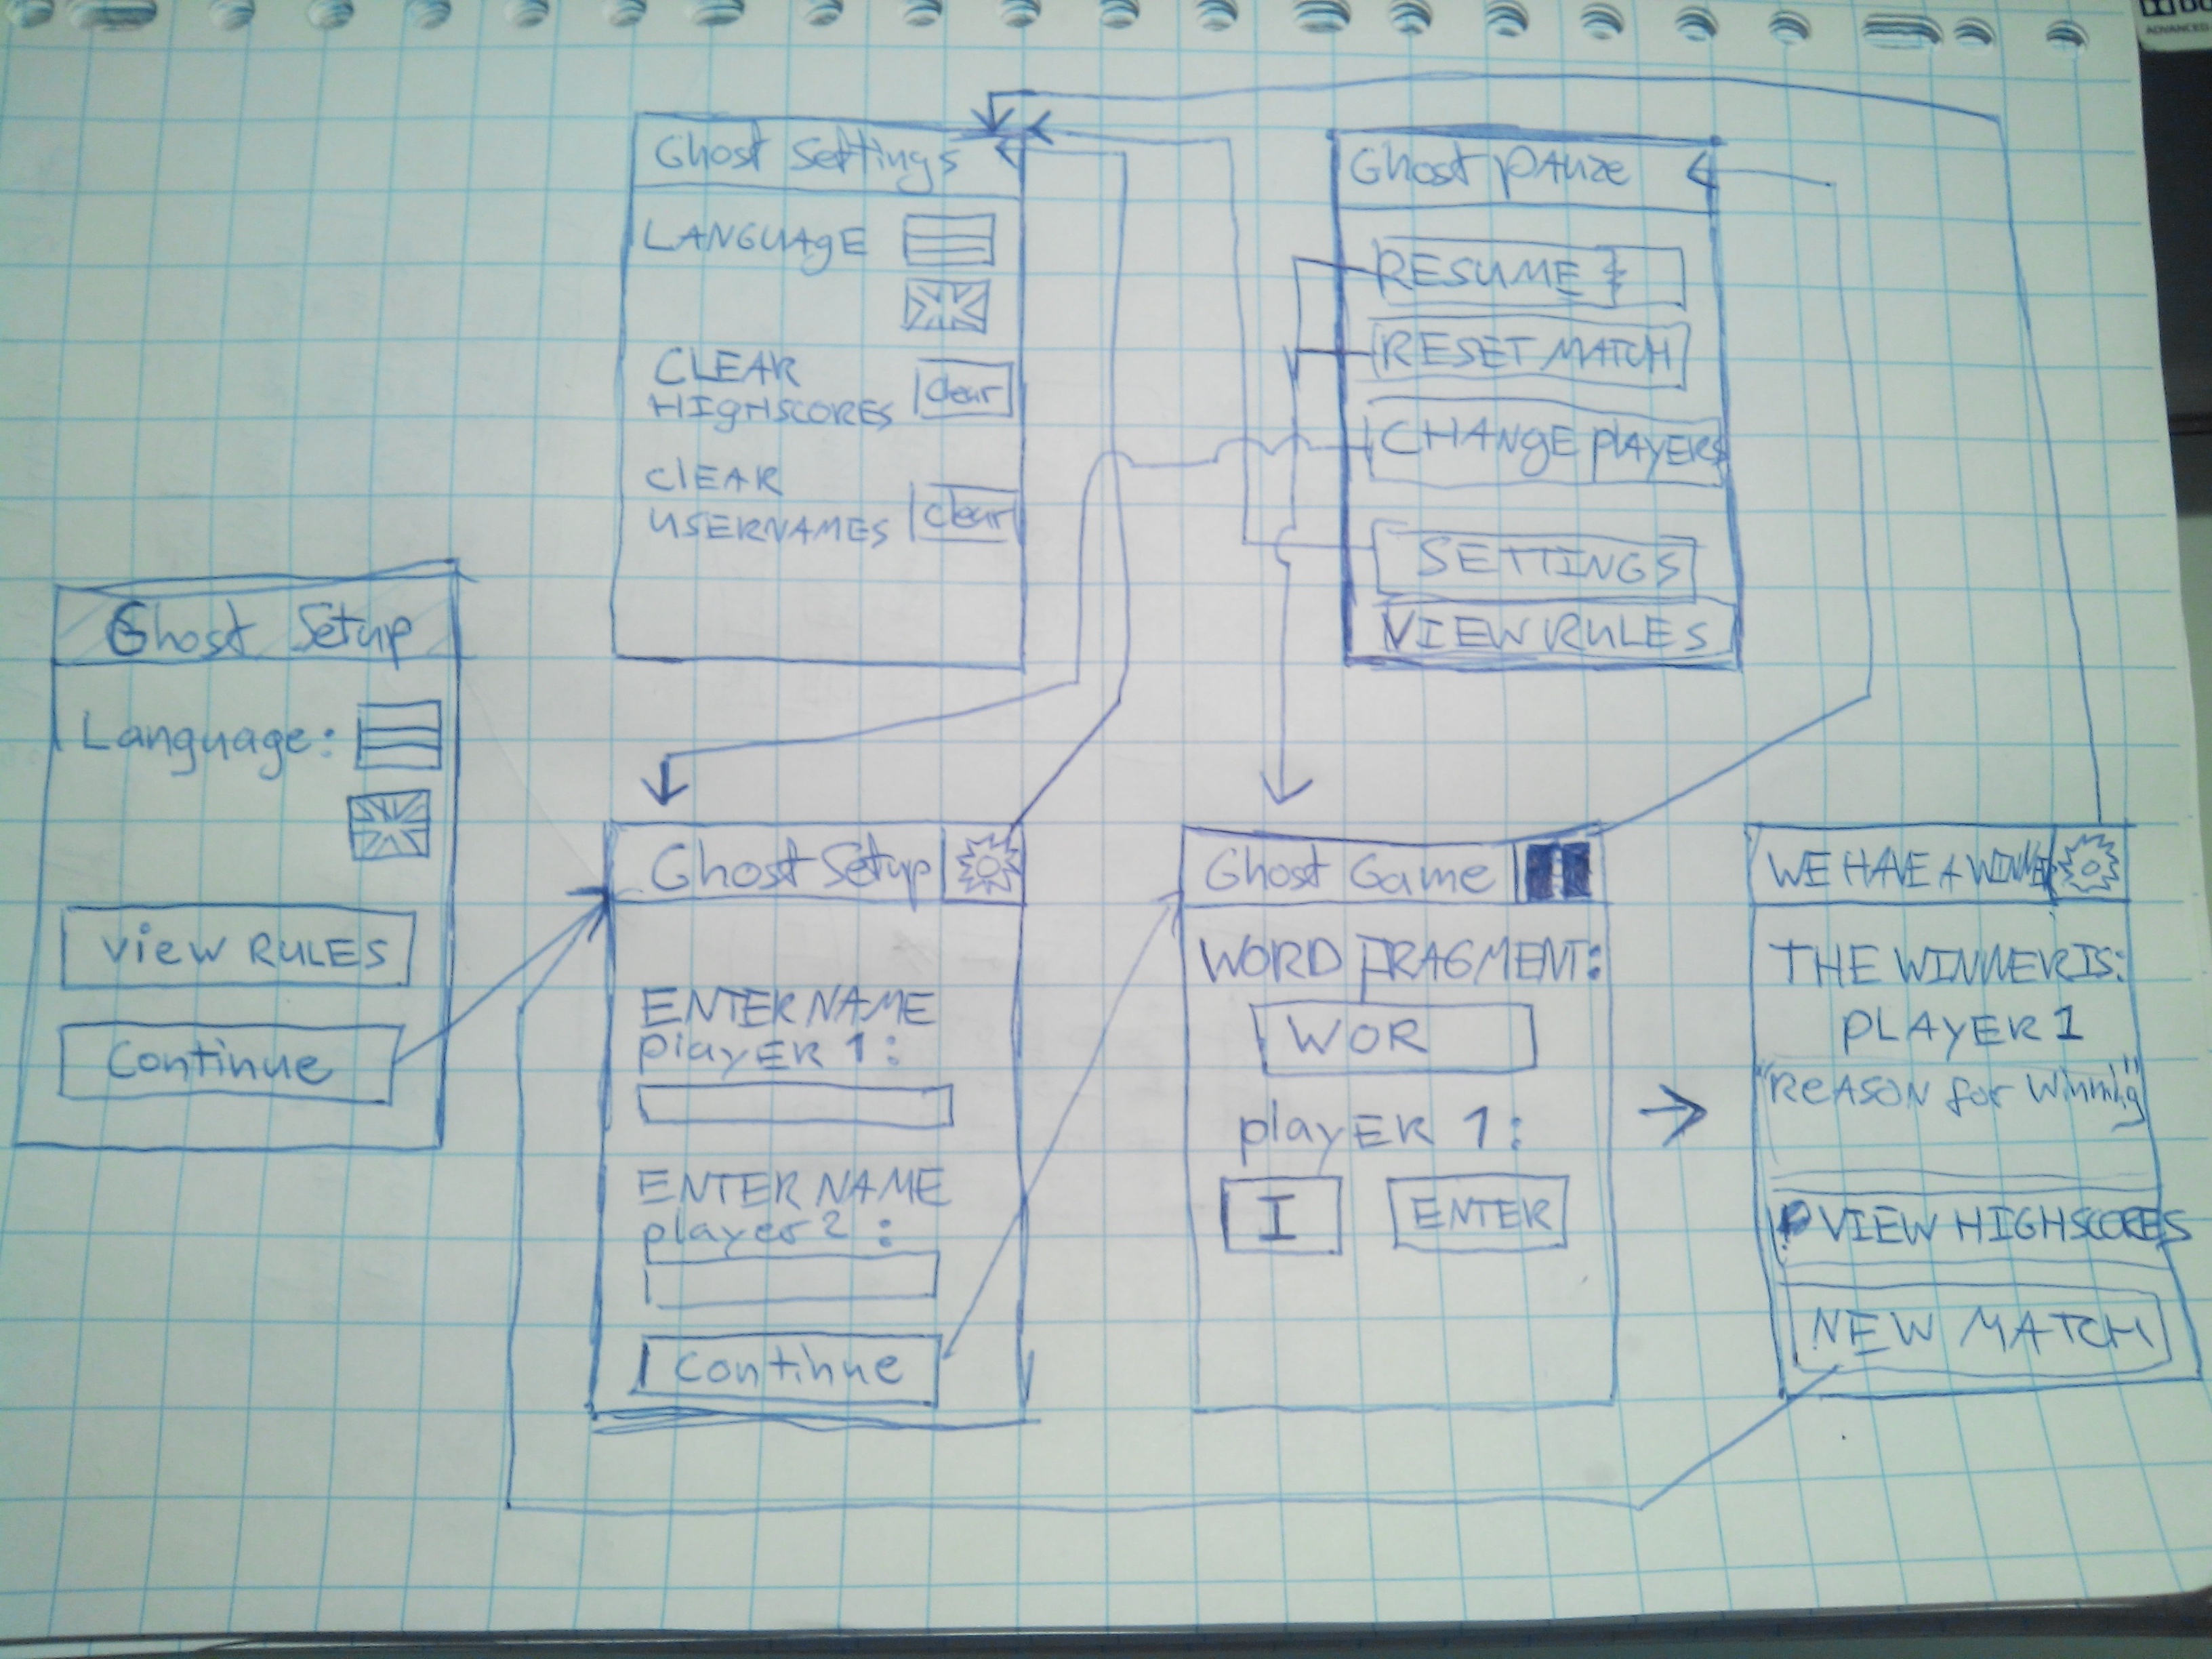 Ghost Settings
LANGUAGE
CLEAR
HIGHSCORES
Clear
ClEAR
USERNAMES
Clear
Ghost pauze
RESUME
RESET MATCH
CHANGE plAYERS
SETTINGS
VIEW RULES
Ghost Setup
Language:
View RULES
Continue
Ghost Setup
ENTER NAME
playER 1:
ENTER NAME
player 2:
Continue
Ghost Game
WORD FRAGMENT:
WOR
playER 1:
I
ENTER
WE HAVE A WINNER
THE WINNER IS:
PLAYER 1
"REASON for Winning"
VIEW HIGHSCORES
NEW MATCH
ADVANCED